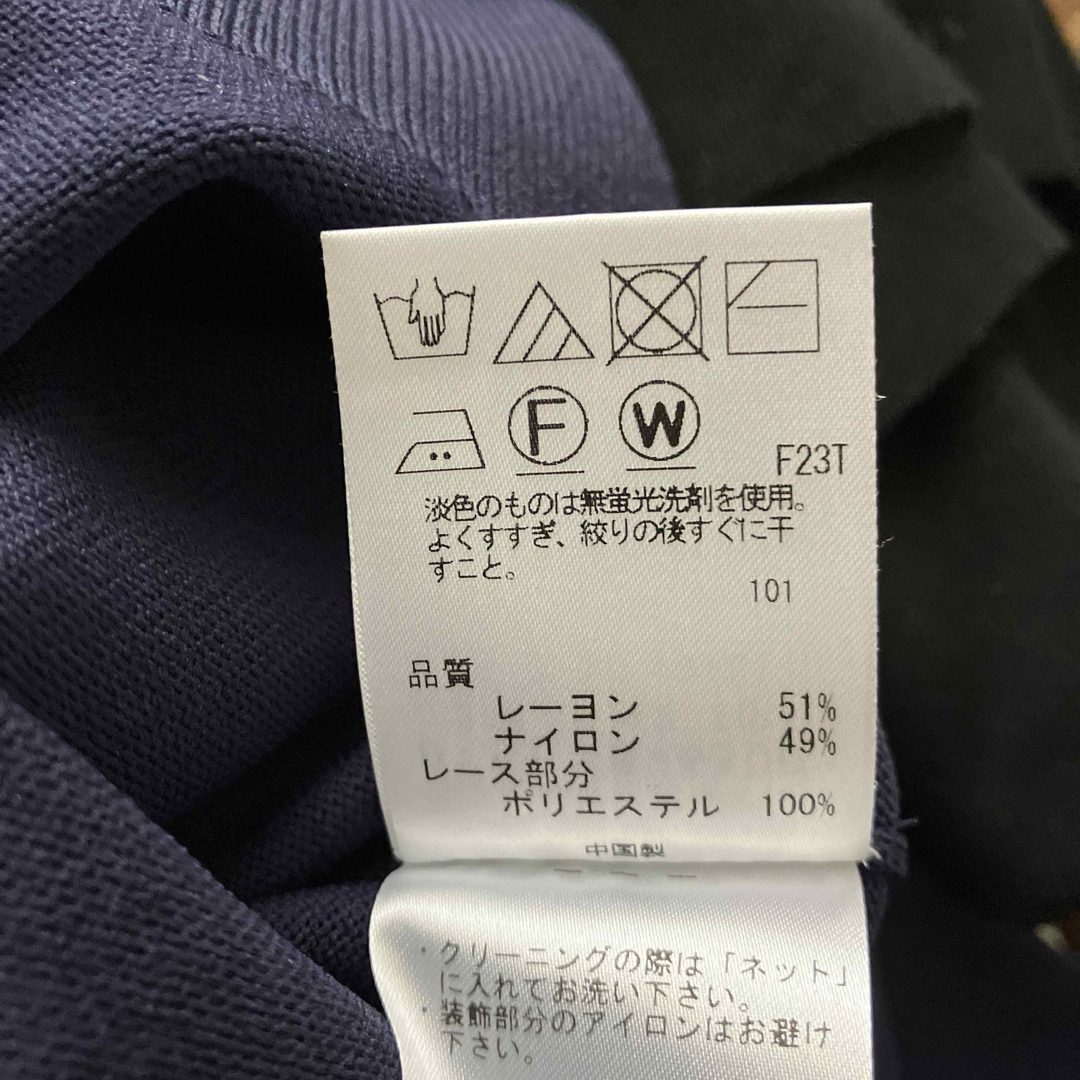 F
W
F23T
淡色のものは無蛍光洗剤を使用。
よくすすぎ、絞りの後すぐに干
すこと。
101
品質
レーヨン 51%
ナイロン 49%
レース部分
ポリエステル 100%
中国製
・クリーニングの際は「ネット」
に入れてお洗い下さい。
・装飾部分のアイロンはお避け
下さい。